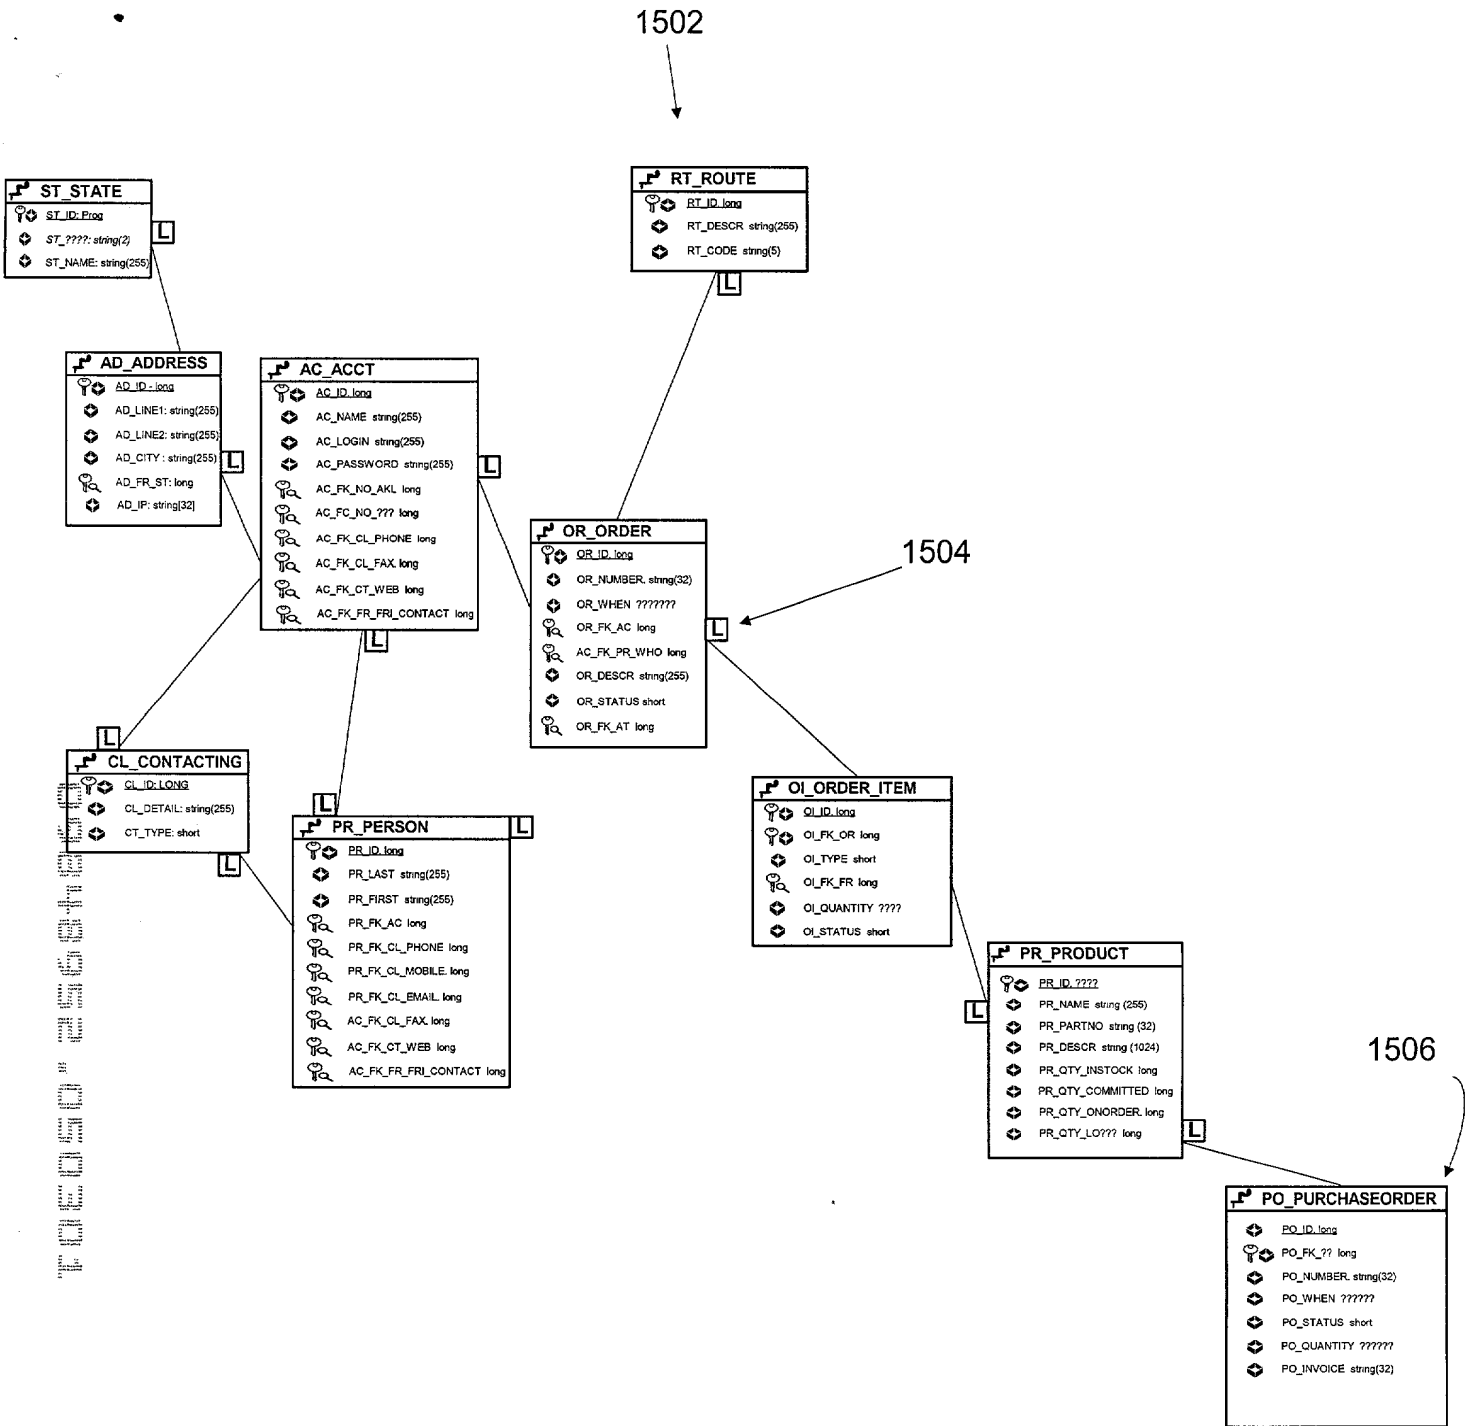 1502
ST_STATE
ST_ID: Prog
ST_????: string(2)
ST_NAME: string(255)
L
RT_ROUTE
RT_ID. long
RT_DESCR string(255)
RT_CODE string(5)
L
AD_ADDRESS
AD_ID - long
AD_LINE1: string(255)
AD_LINE2: string(255)
AD_CITY : string(255)
AD_FR_ST: long
AD_IP: string[32]
L
AC_ACCT
AC_ID. long
AC_NAME string(255)
AC_LOGIN string(255)
AC_PASSWORD string(255)
AC_FK_NO_AKL long
AC_FC_NO_??? long
AC_FK_CL_PHONE long
AC_FK_CL_FAX. long
AC_FK_CT_WEB long
AC_FK_FR_FRI_CONTACT long
L
L
OR_ORDER
OR_ID. long
OR_NUMBER. string(32)
OR_WHEN ???????
OR_FK_AC long
AC_FK_PR_WHO long
OR_DESCR string(255)
OR_STATUS short
OR_FK_AT long
L
1504
L
CL_CONTACTING
CL_ID: LONG
CL_DETAIL: string(255)
CT_TYPE: short
L
L
PR_PERSON
L
PR_ID. long
PR_LAST string(255)
PR_FIRST string(255)
PR_FK_AC long
PR_FK_CL_PHONE long
PR_FK_CL_MOBILE. long
PR_FK_CL_EMAIL. long
AC_FK_CL_FAX. long
AC_FK_CT_WEB long
AC_FK_FR_FRI_CONTACT long
OI_ORDER_ITEM
OI_ID. long
OI_FK_OR long
OI_TYPE short
OI_FK_FR long
OI_QUANTITY ????
OI_STATUS short
L
PR_PRODUCT
PR_ID. ????
PR_NAME string (255)
PR_PARTNO string (32)
PR_DESCR string (1024)
PR_QTY_INSTOCK long
PR_QTY_COMMITTED long
PR_QTY_ONORDER. long
PR_QTY_LO??? long
L
1506
PO_PURCHASEORDER
PO_ID. long
PO_FK_?? long
PO_NUMBER. string(32)
PO_WHEN ??????
PO_STATUS short
PO_QUANTITY ??????
PO_INVOICE string(32)